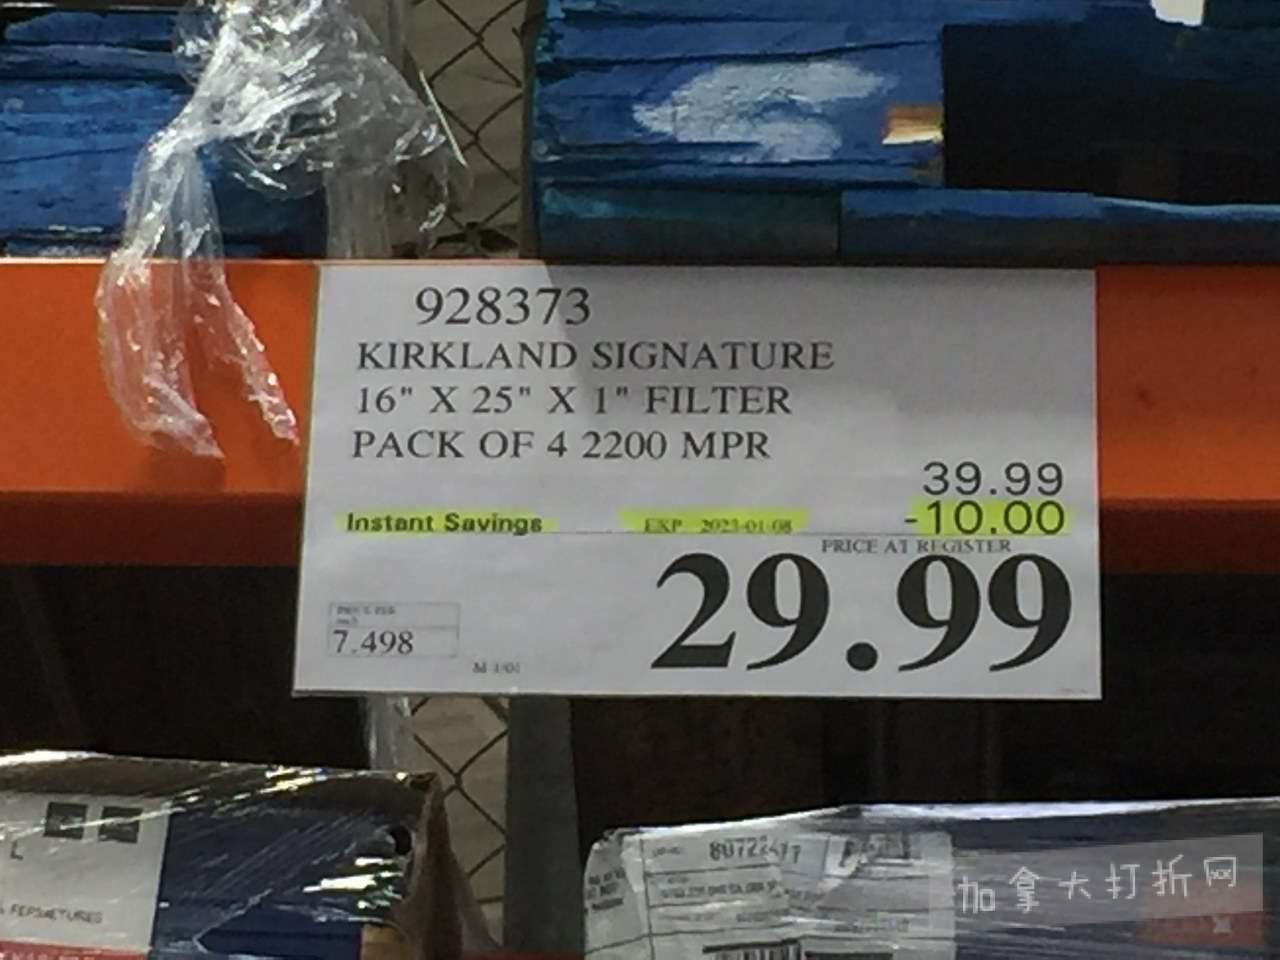 928373
KIRKLAND SIGNATURE
16" X 25" X 1" FILTER
PACK OF 4 2200 MPR
39.99
Instant Savings EXP 2023-01-08 -10.00
PRICE AT REGISTER
29.99
7.498
L
80722477
加拿大打折网